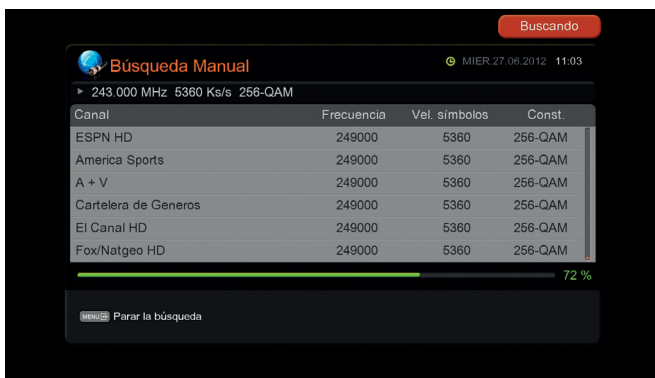 Buscando
Búsqueda Manual
MIER.27.06.2012 11:03
243.000 MHz 5360 Ks/s 256-QAM
Canal Frecuencia Vel. símbolos Const.
ESPN HD 249000 5360 256-QAM
America Sports 249000 5360 256-QAM
A + V 249000 5360 256-QAM
Cartelera de Generos 249000 5360 256-QAM
El Canal HD 249000 5360 256-QAM
Fox/Natgeo HD 249000 5360 256-QAM
72 %
MENU Parar la búsqueda